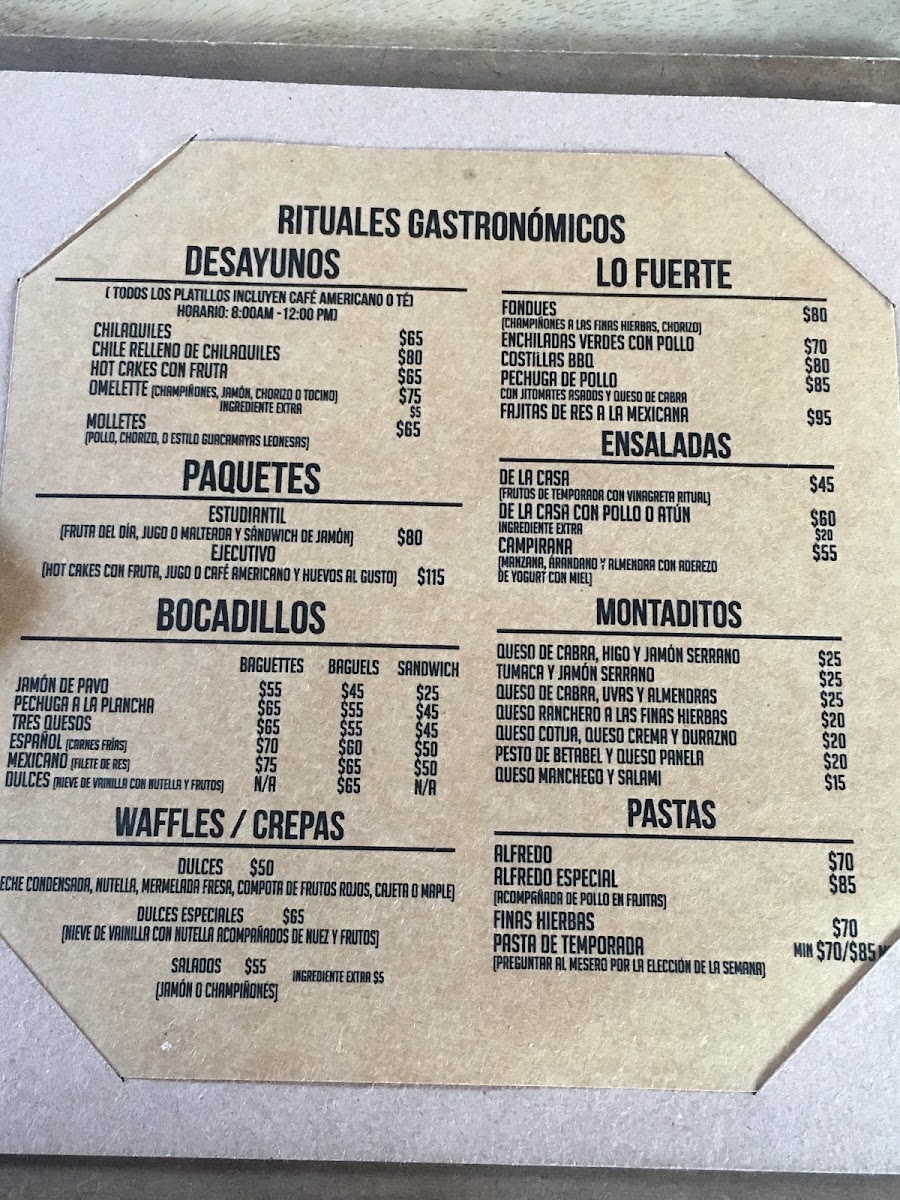 RITUALES GASTRONÓMICOS
DESAYUNOS
( TODOS LOS PLATILLOS INCLUYEN CAFÉ AMERICANO O TÉ)
HORARIO: 8:00AM -12:00 PM)
CHILAQUILES $65
CHILE RELLENO DE CHILAQUILES $80
HOT CAKES CON FRUTA $65
OMELETTE (CHAMPIÑONES, JAMÓN, CHORIZO O TOCINO) $75
INGREDIENTE EXTRA $5
MOLLETES $65
(POLLO, CHORIZO, O ESTILO GUACAMAYAS LEONESAS)
PAQUETES
ESTUDIANTIL
(FRUTA DEL DÍA, JUGO O MALTEADA Y SÁNDWICH DE JAMÓN) $80
EJECUTIVO
(HOT CAKES CON FRUTA, JUGO O CAFÉ AMERICANO Y HUEVOS AL GUSTO) $115
BOCADILLOS
BAGUETTES BAGUELS SANDWICH
JAMÓN DE PAVO $55 $45 $25
PECHUGA A LA PLANCHA $65 $55 $45
TRES QUESOS $65 $55 $45
ESPAÑOL (CARNES FRÍAS) $70 $60 $50
MEXICANO (FILETE DE RES) $75 $65 $50
DULCES (NIEVE DE VAINILLA CON NUTELLA Y FRUTOS) N/A $65 N/A
WAFFLES / CREPAS
DULCES $50
ECHE CONDENSADA, NUTELLA, MERMELADA FRESA, COMPOTA DE FRUTOS ROJOS, CAJETA O MAPLE)
DULCES ESPECIALES $65
(NIEVE DE VAINILLA CON NUTELLA ACOMPAÑADOS DE NUEZ Y FRUTOS)
SALADOS $55 INGREDIENTE EXTRA $5
(JAMÓN O CHAMPIÑONES)
LO FUERTE
FONDUES $80
(CHAMPIÑONES A LAS FINAS HIERBAS, CHORIZO)
ENCHILADAS VERDES CON POLLO $70
COSTILLAS BBQ $80
PECHUGA DE POLLO $85
CON JITOMATES ASADOS Y QUESO DE CABRA
FAJITAS DE RES A LA MEXICANA $95
ENSALADAS
DE LA CASA $45
(FRUTOS DE TEMPORADA CON VINAGRETA RITUAL)
DE LA CASA CON POLLO O ATÚN $60
INGREDIENTE EXTRA $20
CAMPIRANA $55
(MANZANA, ÁRANDANO Y ALMENDRA CON ADEREZO
DE YOGURT CON MIEL)
MONTADITOS
QUESO DE CABRA, HIGO Y JAMÓN SERRANO $25
TUMACA Y JAMÓN SERRANO $25
QUESO DE CABRA, UVAS Y ALMENDRAS $25
QUESO RANCHERO A LAS FINAS HIERBAS $20
QUESO COTIJA, QUESO CREMA Y DURAZNO $20
PESTO DE BETABEL Y QUESO PANELA $20
QUESO MANCHEGO Y SALAMI $15
PASTAS
ALFREDO $70
ALFREDO ESPECIAL $85
(ACOMPAÑADA DE POLLO EN FAJITAS)
FINAS HIERBAS $70
PASTA DE TEMPORADA MIN $70/$85
(PREGUNTAR AL MESERO POR LA ELECCIÓN DE LA SEMANA)